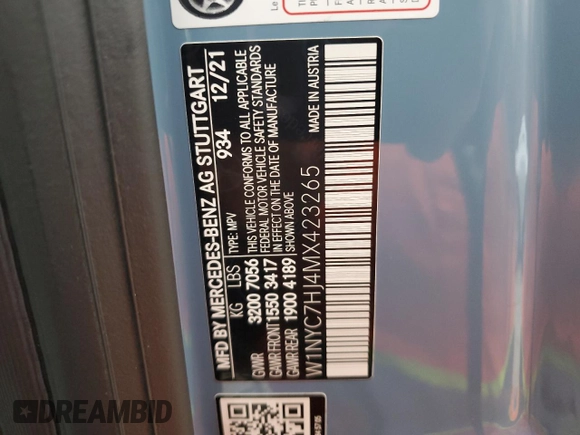 MFD BY MERCEDES-BENZ AG STUTTGART
934 12/21
KG LBS TYPE: MPV
GVWR 3200 7056
GAWR FRONT 1550 3417
GAWR REAR 1900 4189
THIS VEHICLE CONFORMS TO ALL APPLICABLE
FEDERAL MOTOR VEHICLE SAFETY STANDARDS
IN EFFECT ON THE DATE OF MANUFACTURE
SHOWN ABOVE
MADE IN AUSTRIA
W1NYC7HJ4MX423265
DREAMBID